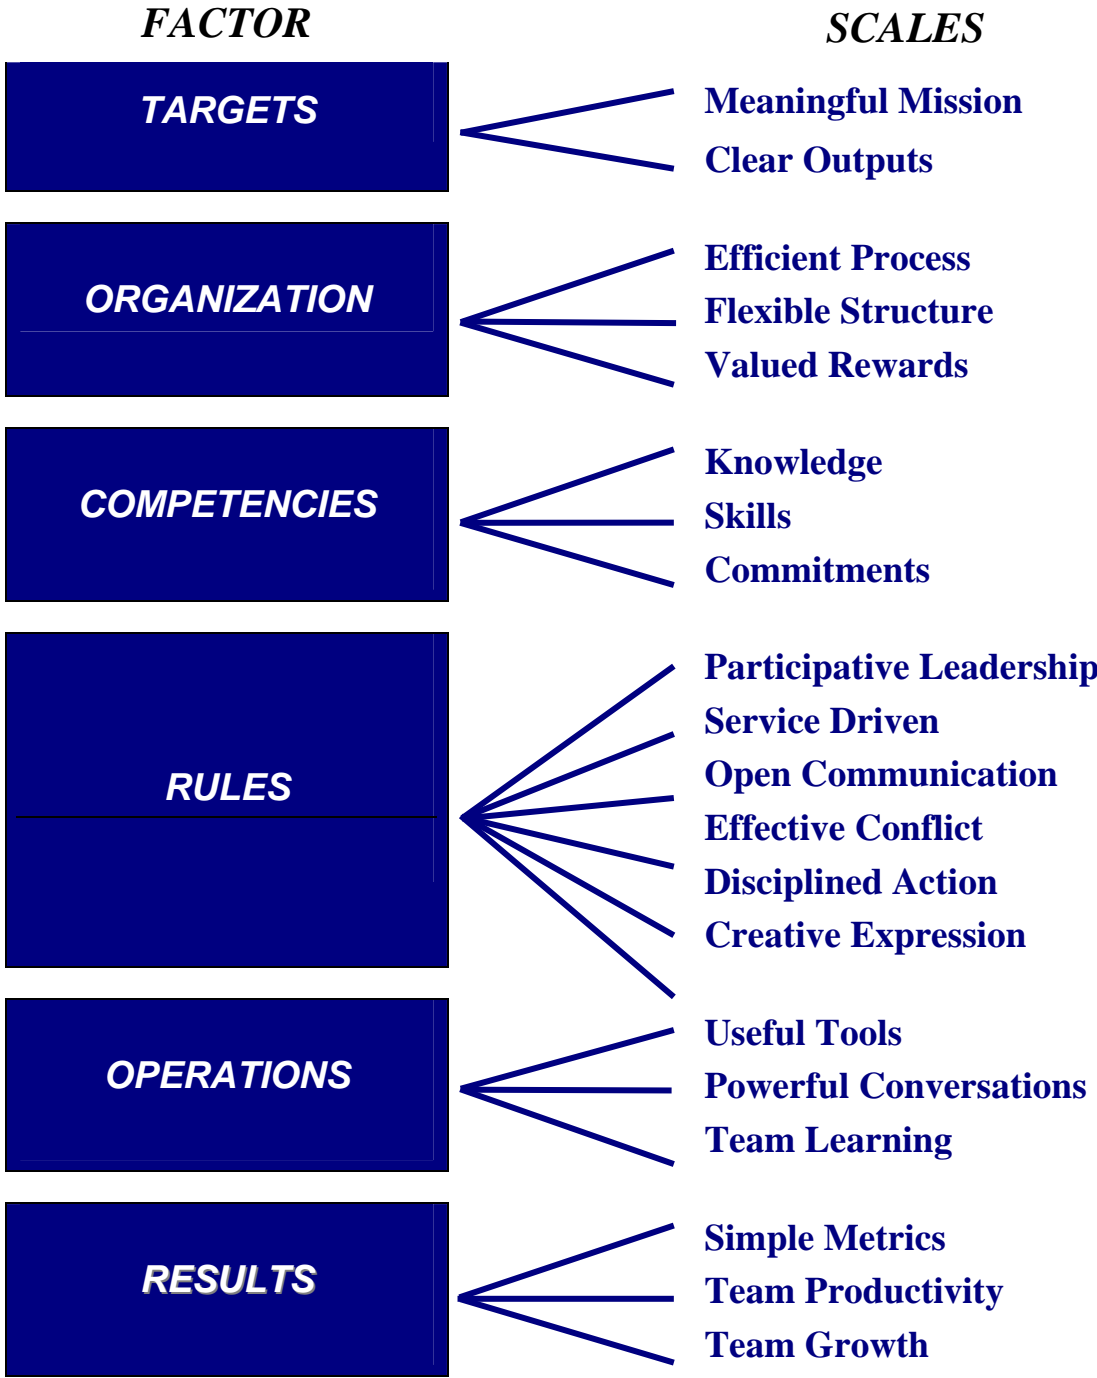 FACTOR
SCALES
TARGETS
Meaningful Mission
Clear Outputs
ORGANIZATION
Efficient Process
Flexible Structure
Valued Rewards
COMPETENCIES
Knowledge
Skills
Commitments
RULES
Participative Leadership
Service Driven
Open Communication
Effective Conflict
Disciplined Action
Creative Expression
OPERATIONS
Useful Tools
Powerful Conversations
Team Learning
RESULTS
Simple Metrics
Team Productivity
Team Growth